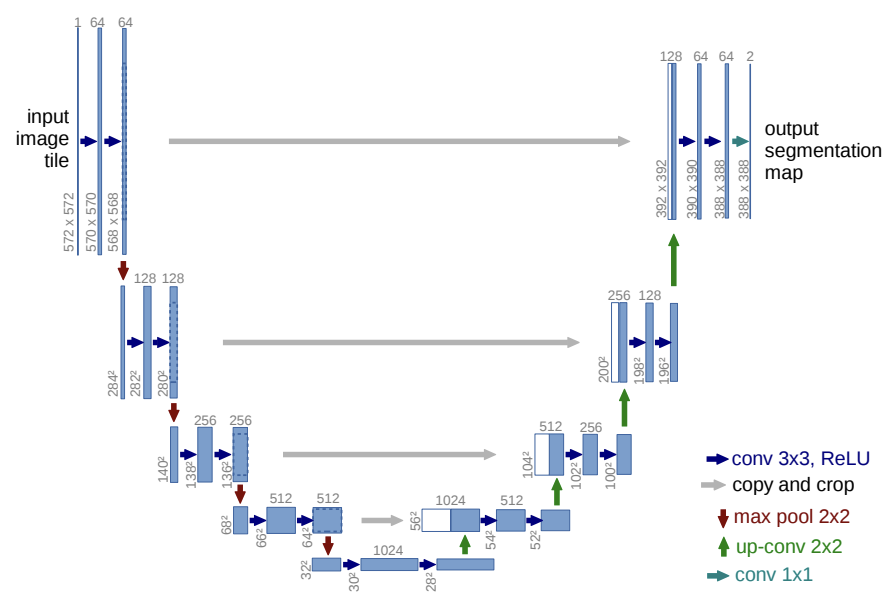 1 64 64
input
image
tile
572 x 572
570 x 570
568 x 568
128 64 64 2
output
segmentation
map
392 x 392
390 x 390
388 x 388
388 x 388
128 128
284²
282²
280²
256 128
200²
198²
196²
256 256
140²
138²
136²
512 256
104²
102²
100²
512 512
68²
66²
64²
1024 512
56²
54²
52²
1024
32²
30²
28²
conv 3x3, ReLU
copy and crop
max pool 2x2
up-conv 2x2
conv 1x1